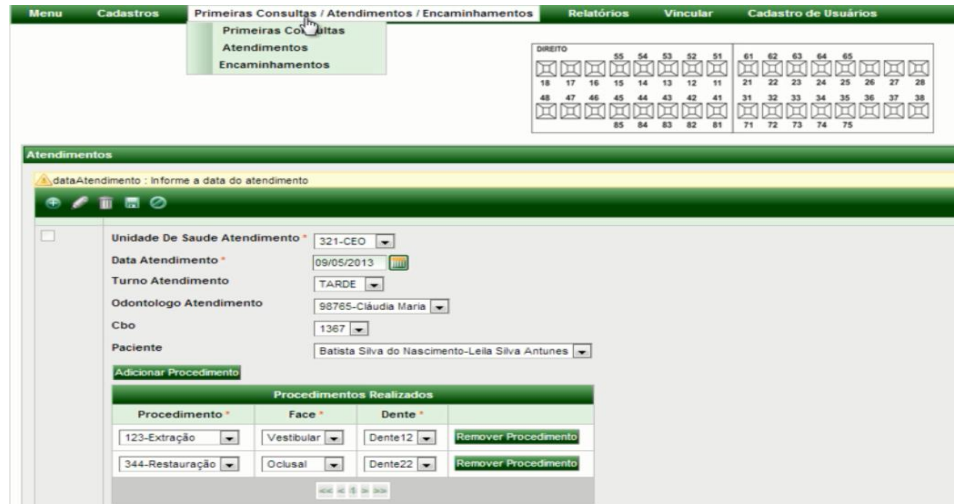 Menu Cadastros Primeiras Consultas / Atendimentos / Encaminhamentos Relatórios Vincular Cadastro de Usuários
Primeiras Consultas
Atendimentos
Encaminhamentos
DIREITO
55 54 53 52 51 61 62 63 64 65
18 17 16 15 14 13 12 11 21 22 23 24 25 26 27 28
48 47 46 45 44 43 42 41 31 32 33 34 35 36 37 38
85 84 83 82 81 71 72 73 74 75
Atendimentos
dataAtendimento : Informe a data do atendimento
Unidade De Saude Atendimento * 321-CEO
Data Atendimento * 09/05/2013
Turno Atendimento TARDE
Odontologo Atendimento 98765-Cláudia Maria
Cbo 1367
Paciente Batista Silva do Nascimento-Leila Silva Antunes
Adicionar Procedimento
Procedimentos Realizados
Procedimento * Face * Dente *
123-Extração Vestibular Dente12 Remover Procedimento
344-Restauração Oclusal Dente22 Remover Procedimento
<< < 1 > >>